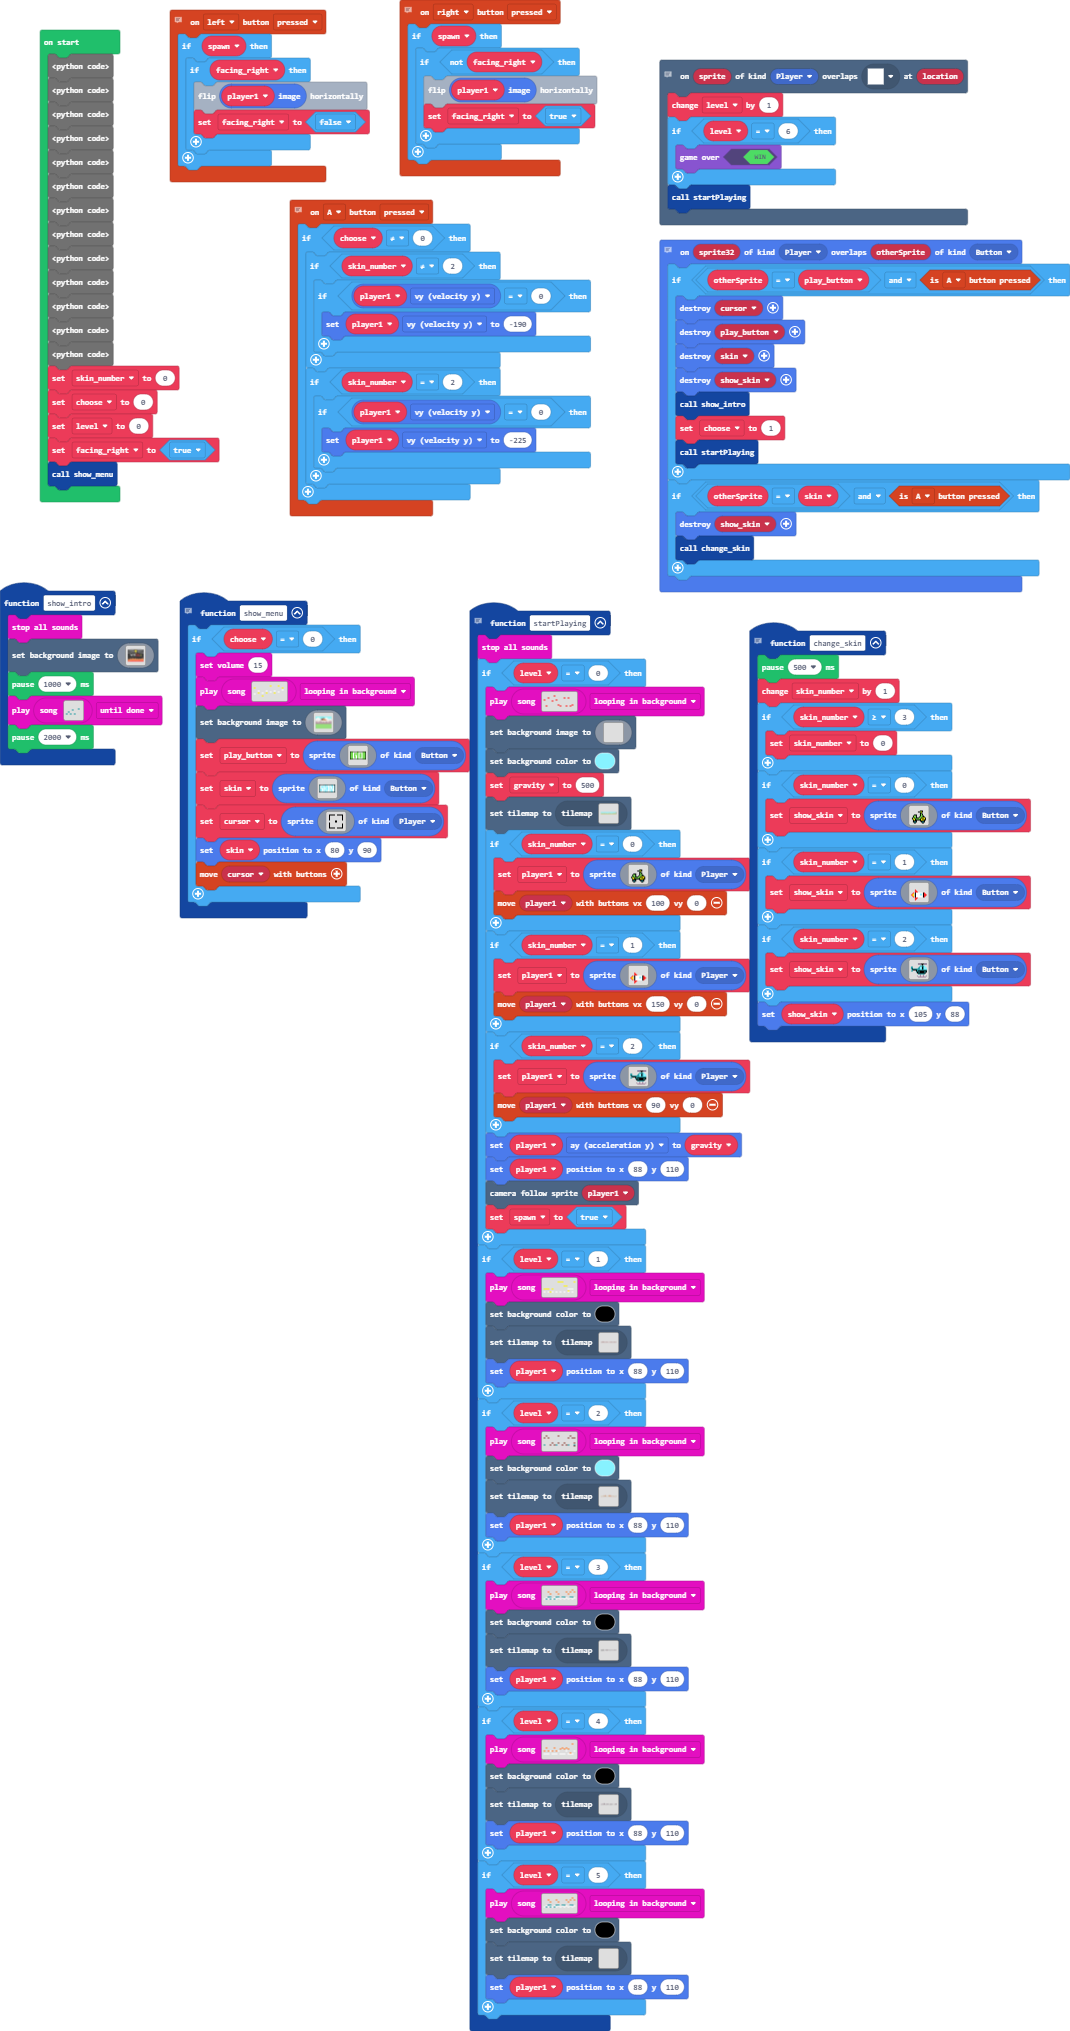 on start
<python code>
<python code>
<python code>
<python code>
<python code>
<python code>
<python code>
<python code>
<python code>
<python code>
<python code>
<python code>
<python code>
set skin_number to 0
set choose to 0
set level to 0
set facing_right to true
call show_menu
on left button pressed
if spawn then
if facing_right then
flip player1 image horizontally
set facing_right to false
on right button pressed
if spawn then
if not facing_right then
flip player1 image horizontally
set facing_right to true
on A button pressed
if choose ≠ 0 then
if skin_number ≠ 2 then
if player1 vy (velocity y) = 0 then
set player1 vy (velocity y) to -190
if skin_number = 2 then
if player1 vy (velocity y) = 0 then
set player1 vy (velocity y) to -225
on sprite of kind Player overlaps at location
change level by 1
if level = 6 then
game over WIN
call startPlaying
on sprite32 of kind Player overlaps otherSprite of kind Button
if otherSprite = play_button and is A button pressed then
destroy cursor
destroy play_button
destroy skin
destroy show_skin
call show_intro
set choose to 1
call startPlaying
if otherSprite = skin and is A button pressed then
destroy show_skin
call change_skin
function show_intro
stop all sounds
set background image to
pause 1000 ms
play song until done
pause 2000 ms
function show_menu
if choose = 0 then
set volume 15
play song looping in background
set background image to
set play_button to sprite of kind Button
set skin to sprite of kind Button
set cursor to sprite of kind Player
set skin position to x 80 y 90
move cursor with buttons
function startPlaying
stop all sounds
if level = 0 then
play song looping in background
set background image to
set background color to
set gravity to 500
set tilemap to tilemap
if skin_number = 0 then
set player1 to sprite of kind Player
move player1 with buttons vx 100 vy 0
if skin_number = 1 then
set player1 to sprite of kind Player
move player1 with buttons vx 150 vy 0
if skin_number = 2 then
set player1 to sprite of kind Player
move player1 with buttons vx 90 vy 0
set player1 ay (acceleration y) to gravity
set player1 position to x 88 y 110
camera follow sprite player1
set spawn to true
if level = 1 then
play song looping in background
set background color to
set tilemap to tilemap
set player1 position to x 88 y 110
if level = 2 then
play song looping in background
set background color to
set tilemap to tilemap
set player1 position to x 88 y 110
if level = 3 then
play song looping in background
set background color to
set tilemap to tilemap
set player1 position to x 88 y 110
if level = 4 then
play song looping in background
set background color to
set tilemap to tilemap
set player1 position to x 88 y 110
if level = 5 then
play song looping in background
set background color to
set tilemap to tilemap
set player1 position to x 88 y 110
function change_skin
pause 500 ms
change skin_number by 1
if skin_number ≥ 3 then
set skin_number to 0
if skin_number = 0 then
set show_skin to sprite of kind Button
if skin_number = 1 then
set show_skin to sprite of kind Button
if skin_number = 2 then
set show_skin to sprite of kind Button
set show_skin position to x 105 y 88